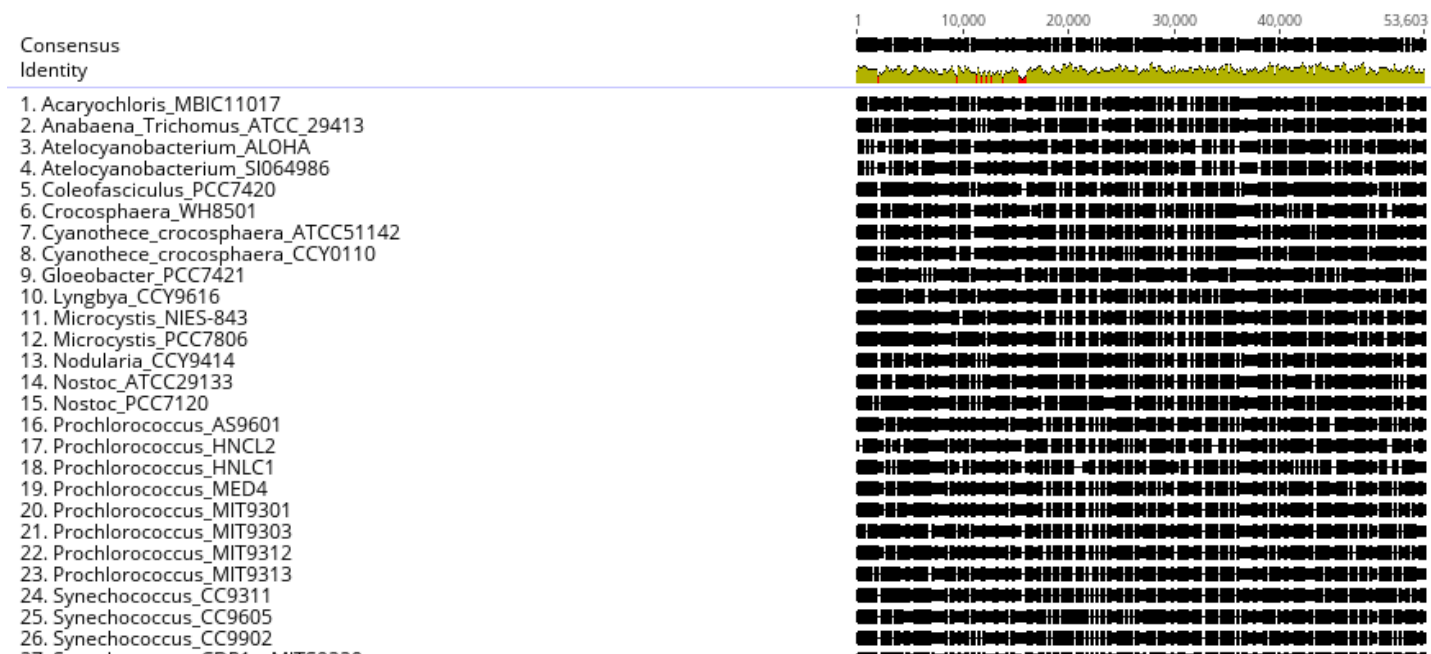 1 10,000 20,000 30,000 40,000 53,603
Consensus
Identity
1. Acaryochloris_MBIC11017
2. Anabaena_Trichomus_ATCC_29413
3. Atelocyanobacterium_ALOHA
4. Atelocyanobacterium_SI064986
5. Coleofasciculus_PCC7420
6. Crocosphaera_WH8501
7. Cyanothece_crocosphaera_ATCC51142
8. Cyanothece_crocosphaera_CCY0110
9. Gloeobacter_PCC7421
10. Lyngbya_CCY9616
11. Microcystis_NIES-843
12. Microcystis_PCC7806
13. Nodularia_CCY9414
14. Nostoc_ATCC29133
15. Nostoc_PCC7120
16. Prochlorococcus_AS9601
17. Prochlorococcus_HNCL2
18. Prochlorococcus_HNLC1
19. Prochlorococcus_MED4
20. Prochlorococcus_MIT9301
21. Prochlorococcus_MIT9303
22. Prochlorococcus_MIT9312
23. Prochlorococcus_MIT9313
24. Synechococcus_CC9311
25. Synechococcus_CC9605
26. Synechococcus_CC9902